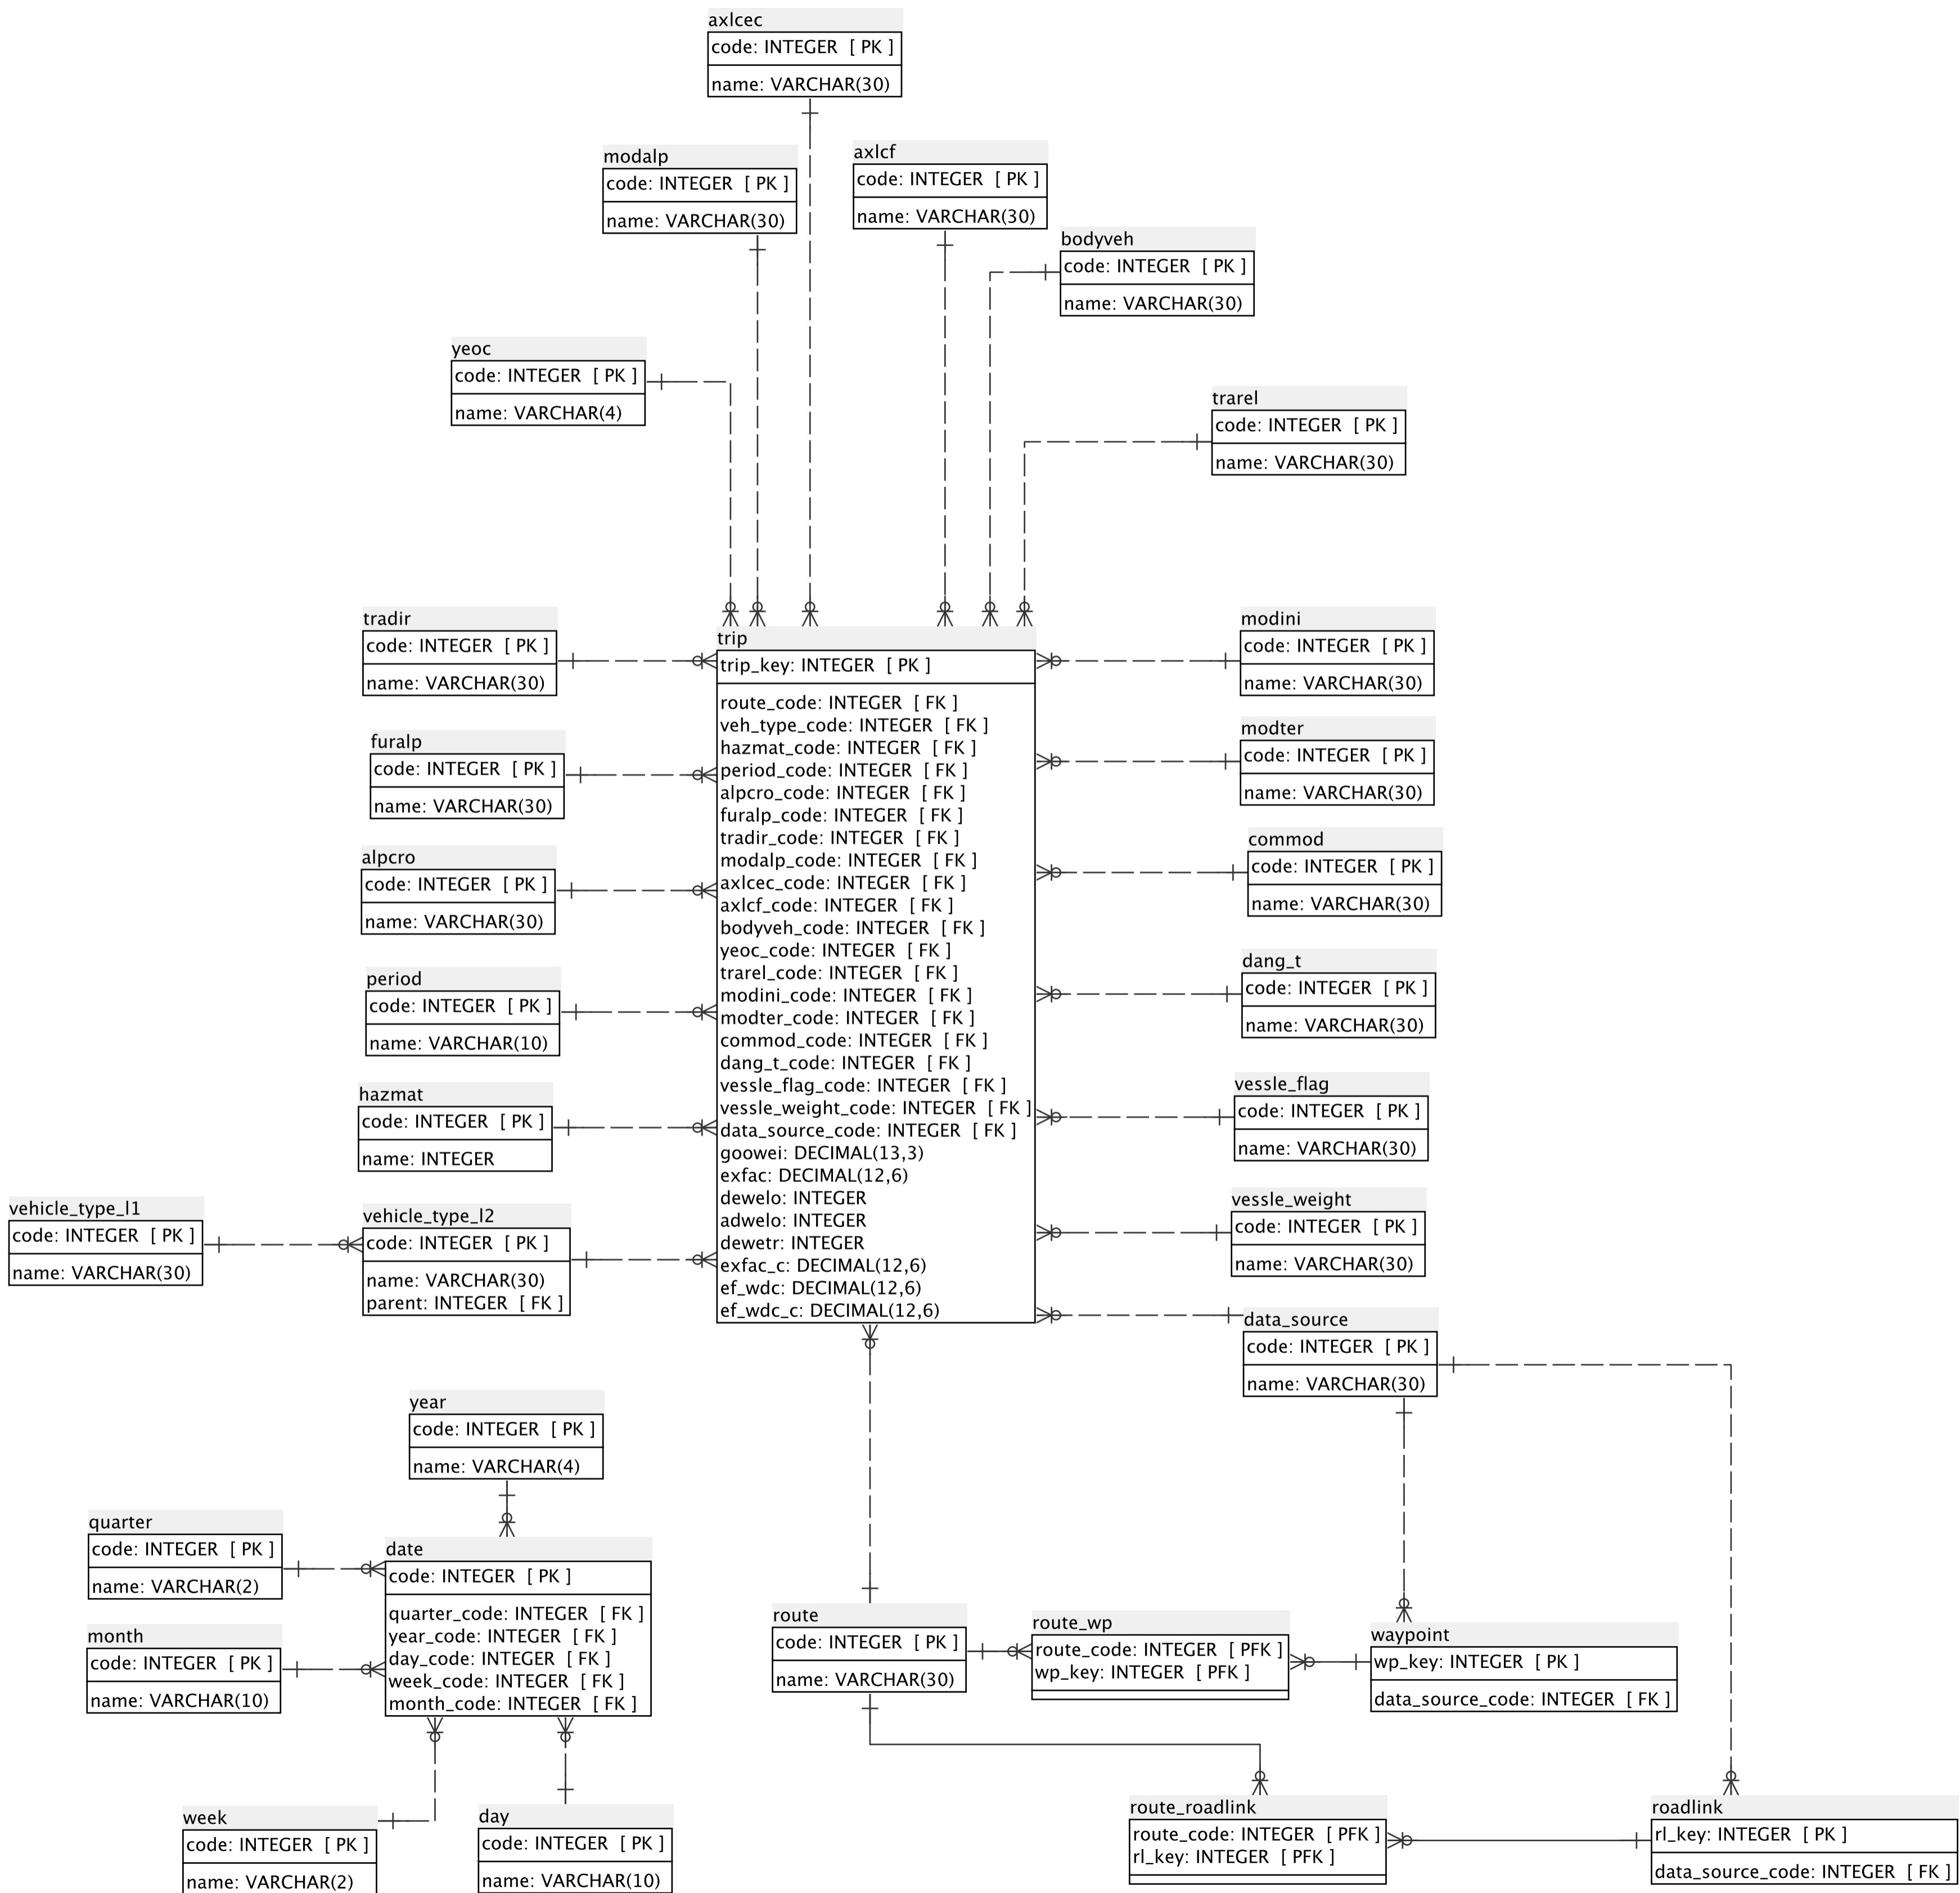 axlcec
code: INTEGER [ PK ]
name: VARCHAR(30)
modalp
code: INTEGER [ PK ]
name: VARCHAR(30)
axlcf
code: INTEGER [ PK ]
name: VARCHAR(30)
bodyveh
code: INTEGER [ PK ]
name: VARCHAR(30)
yeoc
code: INTEGER [ PK ]
name: VARCHAR(4)
trarel
code: INTEGER [ PK ]
name: VARCHAR(30)
tradir
code: INTEGER [ PK ]
name: VARCHAR(30)
furalp
code: INTEGER [ PK ]
name: VARCHAR(30)
alpcro
code: INTEGER [ PK ]
name: VARCHAR(30)
period
code: INTEGER [ PK ]
name: VARCHAR(10)
hazmat
code: INTEGER [ PK ]
name: INTEGER
vehicle_type_l1
code: INTEGER [ PK ]
name: VARCHAR(30)
vehicle_type_l2
code: INTEGER [ PK ]
name: VARCHAR(30)
parent: INTEGER [ FK ]
trip
trip_key: INTEGER [ PK ]
route_code: INTEGER [ FK ]
veh_type_code: INTEGER [ FK ]
hazmat_code: INTEGER [ FK ]
period_code: INTEGER [ FK ]
alpcro_code: INTEGER [ FK ]
furalp_code: INTEGER [ FK ]
tradir_code: INTEGER [ FK ]
modalp_code: INTEGER [ FK ]
axlcec_code: INTEGER [ FK ]
axlcf_code: INTEGER [ FK ]
bodyveh_code: INTEGER [ FK ]
yeoc_code: INTEGER [ FK ]
trarel_code: INTEGER [ FK ]
modini_code: INTEGER [ FK ]
modter_code: INTEGER [ FK ]
commod_code: INTEGER [ FK ]
dang_t_code: INTEGER [ FK ]
vessle_flag_code: INTEGER [ FK ]
vessle_weight_code: INTEGER [ FK ]
data_source_code: INTEGER [ FK ]
goowei: DECIMAL(13,3)
exfac: DECIMAL(12,6)
dewelo: INTEGER
adwelo: INTEGER
dewetr: INTEGER
exfac_c: DECIMAL(12,6)
ef_wdc: DECIMAL(12,6)
ef_wdc_c: DECIMAL(12,6)
modini
code: INTEGER [ PK ]
name: VARCHAR(30)
modter
code: INTEGER [ PK ]
name: VARCHAR(30)
commod
code: INTEGER [ PK ]
name: VARCHAR(30)
dang_t
code: INTEGER [ PK ]
name: VARCHAR(30)
vessle_flag
code: INTEGER [ PK ]
name: VARCHAR(30)
vessle_weight
code: INTEGER [ PK ]
name: VARCHAR(30)
data_source
code: INTEGER [ PK ]
name: VARCHAR(30)
year
code: INTEGER [ PK ]
name: VARCHAR(4)
quarter
code: INTEGER [ PK ]
name: VARCHAR(2)
month
code: INTEGER [ PK ]
name: VARCHAR(10)
date
code: INTEGER [ PK ]
quarter_code: INTEGER [ FK ]
year_code: INTEGER [ FK ]
day_code: INTEGER [ FK ]
week_code: INTEGER [ FK ]
month_code: INTEGER [ FK ]
week
code: INTEGER [ PK ]
name: VARCHAR(2)
day
code: INTEGER [ PK ]
name: VARCHAR(10)
route
code: INTEGER [ PK ]
name: VARCHAR(30)
route_wp
route_code: INTEGER [ PFK ]
wp_key: INTEGER [ PFK ]
waypoint
wp_key: INTEGER [ PK ]
data_source_code: INTEGER [ FK ]
route_roadlink
route_code: INTEGER [ PFK ]
rl_key: INTEGER [ PFK ]
roadlink
rl_key: INTEGER [ PK ]
data_source_code: INTEGER [ FK ]